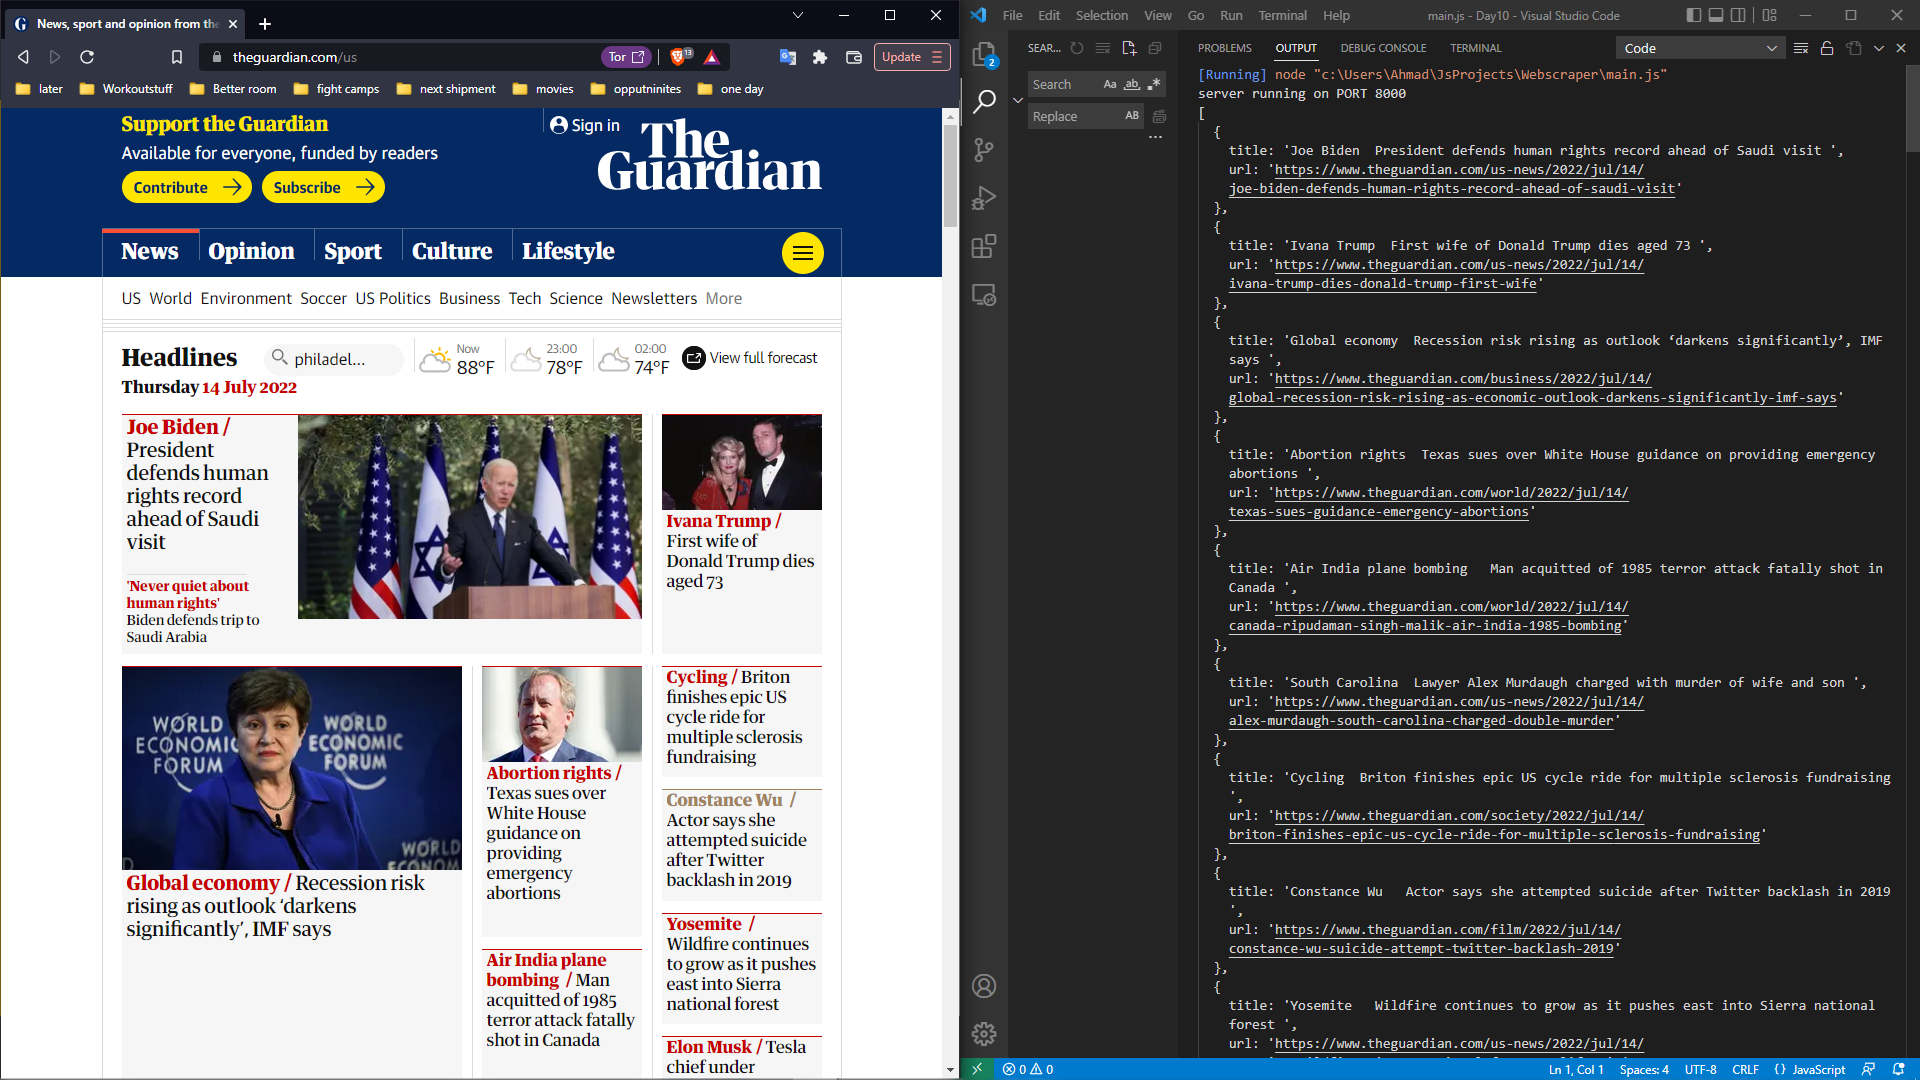 News, sport and opinion from the
theguardian.com/us
Tor
13
Update
later
Workoutstuff
Better room
fight camps
next shipment
movies
opputninites
one day
Support the Guardian
Available for everyone, funded by readers
Contribute
Subscribe
Sign in
The
Guardian
News
Opinion
Sport
Culture
Lifestyle
US World Environment Soccer US Politics Business Tech Science Newsletters More
Headlines
Thursday 14 July 2022
philadel...
Now
88°F
23:00
78°F
02:00
74°F
View full forecast
Joe Biden /
President
defends human
rights record
ahead of Saudi
visit
'Never quiet about
human rights'
Biden defends trip to
Saudi Arabia
Ivana Trump /
First wife of
Donald Trump dies
aged 73
WORLD
ECONOMIC
FORUM
WORLD
ECONOMIC
FORUM
WORLD
ECONOM
Global economy / Recession risk
rising as outlook ‘darkens
significantly’, IMF says
Abortion rights /
Texas sues over
White House
guidance on
providing
emergency
abortions
Air India plane
bombing / Man
acquitted of 1985
terror attack fatally
shot in Canada
Cycling / Briton
finishes epic US
cycle ride for
multiple sclerosis
fundraising
Constance Wu /
Actor says she
attempted suicide
after Twitter
backlash in 2019
Yosemite /
Wildfire continues
to grow as it pushes
east into Sierra
national forest
Elon Musk / Tesla
chief under
File Edit Selection View Go Run Terminal Help
main.js - Day10 - Visual Studio Code
2
SEAR...
Search
Aa ab
Replace
AB
PROBLEMS OUTPUT DEBUG CONSOLE TERMINAL
Code
[Running] node "c:\Users\Ahmad\JsProjects\Webscraper\main.js"
server running on PORT 8000
[
{
title: 'Joe Biden  President defends human rights record ahead of Saudi visit ',
url: 'https://www.theguardian.com/us-news/2022/jul/14/
joe-biden-defends-human-rights-record-ahead-of-saudi-visit'
},
{
title: 'Ivana Trump  First wife of Donald Trump dies aged 73 ',
url: 'https://www.theguardian.com/us-news/2022/jul/14/
ivana-trump-dies-donald-trump-first-wife'
},
{
title: 'Global economy  Recession risk rising as outlook ‘darkens significantly’, IMF
says ',
url: 'https://www.theguardian.com/business/2022/jul/14/
global-recession-risk-rising-as-economic-outlook-darkens-significantly-imf-says'
},
{
title: 'Abortion rights  Texas sues over White House guidance on providing emergency
abortions ',
url: 'https://www.theguardian.com/world/2022/jul/14/
texas-sues-guidance-emergency-abortions'
},
{
title: 'Air India plane bombing   Man acquitted of 1985 terror attack fatally shot in
Canada ',
url: 'https://www.theguardian.com/world/2022/jul/14/
canada-ripudaman-singh-malik-air-india-1985-bombing'
},
{
title: 'South Carolina  Lawyer Alex Murdaugh charged with murder of wife and son ',
url: 'https://www.theguardian.com/us-news/2022/jul/14/
alex-murdaugh-south-carolina-charged-double-murder'
},
{
title: 'Cycling  Briton finishes epic US cycle ride for multiple sclerosis fundraising
',
url: 'https://www.theguardian.com/society/2022/jul/14/
briton-finishes-epic-us-cycle-ride-for-multiple-sclerosis-fundraising'
},
{
title: 'Constance Wu   Actor says she attempted suicide after Twitter backlash in 2019
',
url: 'https://www.theguardian.com/film/2022/jul/14/
constance-wu-suicide-attempt-twitter-backlash-2019'
},
{
title: 'Yosemite   Wildfire continues to grow as it pushes east into Sierra national
forest ',
url: 'https://www.theguardian.com/us-news/2022/jul/14/
0 0
Ln 1, Col 1 Spaces: 4 UTF-8 CRLF {} JavaScript